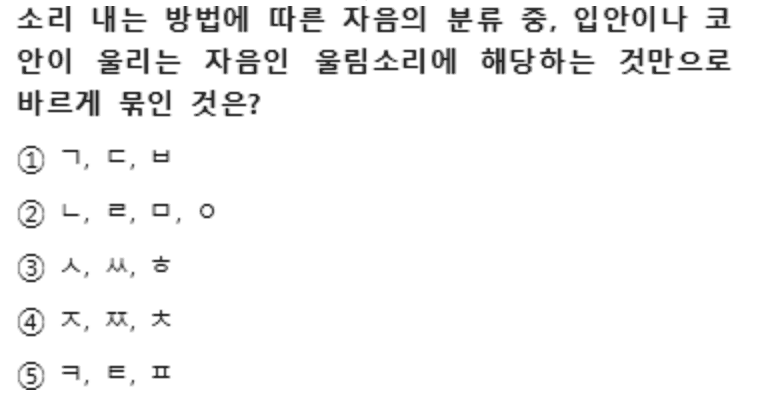 소리 내는 방법에 따른 자음의 분류 중, 입안이나 코
안이 울리는 자음인 울림소리에 해당하는 것만으로
바르게 묶인 것은?
① ㄱ, ㄷ, ㅂ
② ㄴ, ㄹ, ㅁ, ㅇ
③ ㅅ, ㅆ, ㅎ
④ ㅈ, ㅉ, ㅊ
⑤ ㅋ, ㅌ, ㅍ